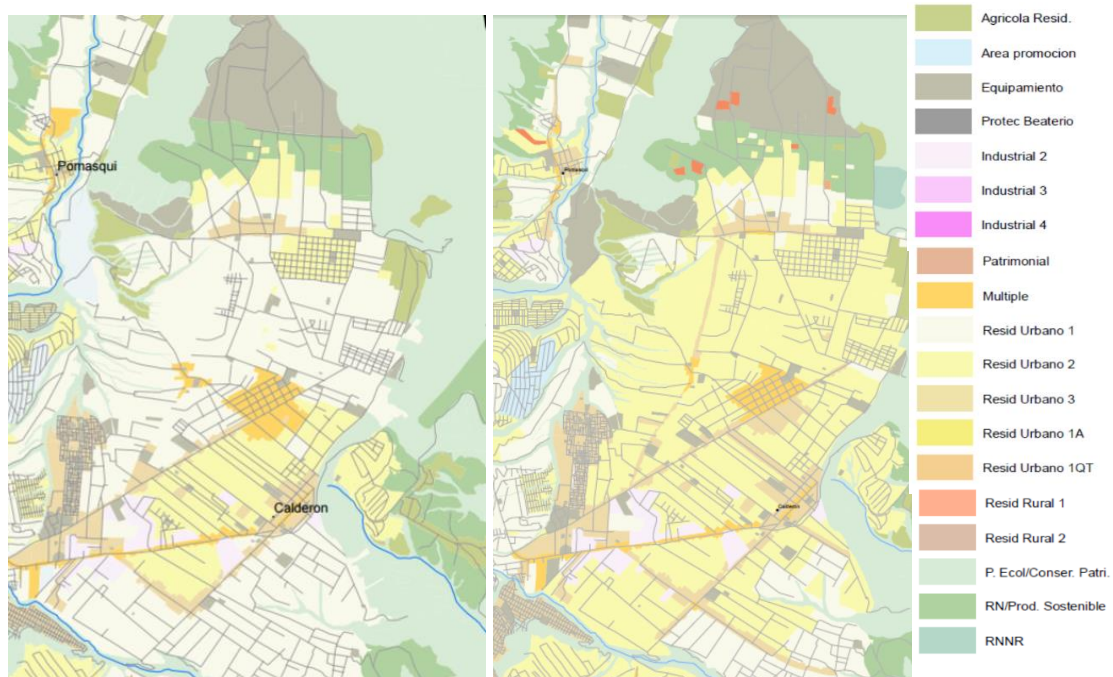 Pomasqui
Calderon
Pomasqui
Calderon
Agricola Resid.
Area promocion
Equipamiento
Protec Beaterio
Industrial 2
Industrial 3
Industrial 4
Patrimonial
Multiple
Resid Urbano 1
Resid Urbano 2
Resid Urbano 3
Resid Urbano 1A
Resid Urbano 1QT
Resid Rural 1
Resid Rural 2
P. Ecol/Conser. Patri.
RN/Prod. Sostenible
RNNR